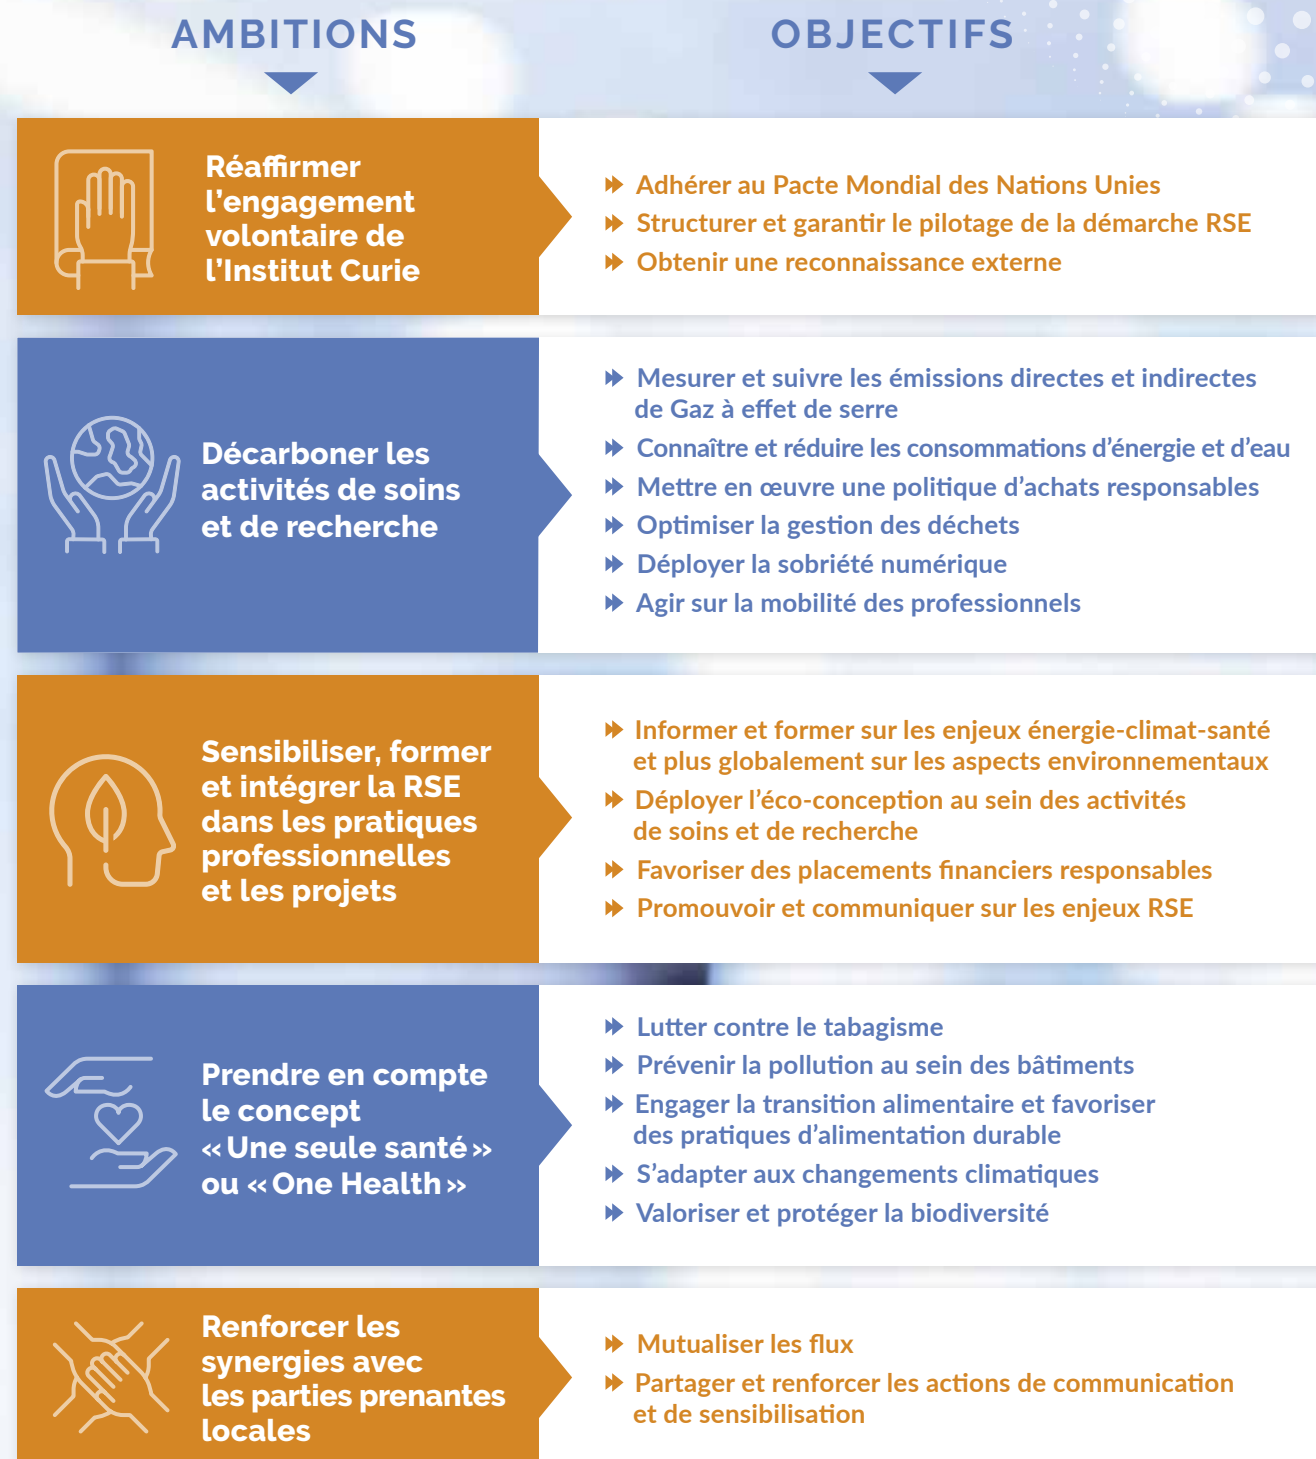 AMBITIONS
OBJECTIFS
Réaffirmer
l’engagement
volontaire de
l’Institut Curie
Adhérer au Pacte Mondial des Nations Unies
Structurer et garantir le pilotage de la démarche RSE
Obtenir une reconnaissance externe
Décarboner les
activités de soins
et de recherche
Mesurer et suivre les émissions directes et indirectes
de Gaz à effet de serre
Connaître et réduire les consommations d’énergie et d’eau
Mettre en œuvre une politique d’achats responsables
Optimiser la gestion des déchets
Déployer la sobriété numérique
Agir sur la mobilité des professionnels
Sensibiliser, former
et intégrer la RSE
dans les pratiques
professionnelles
et les projets
Informer et former sur les enjeux énergie-climat-santé
et plus globalement sur les aspects environnementaux
Déployer l’éco-conception au sein des activités
de soins et de recherche
Favoriser des placements financiers responsables
Promouvoir et communiquer sur les enjeux RSE
Prendre en compte
le concept
« Une seule santé »
ou « One Health »
Lutter contre le tabagisme
Prévenir la pollution au sein des bâtiments
Engager la transition alimentaire et favoriser
des pratiques d’alimentation durable
S’adapter aux changements climatiques
Valoriser et protéger la biodiversité
Renforcer les
synergies avec
les parties prenantes
locales
Mutualiser les flux
Partager et renforcer les actions de communication
et de sensibilisation